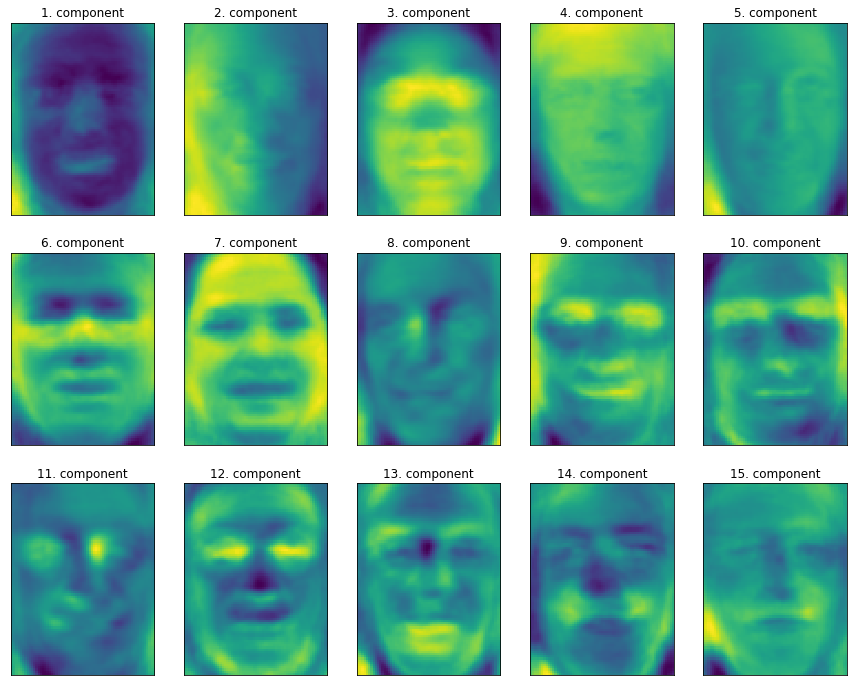 1. component
2. component
3. component
4. component
5. component
6. component
7. component
8. component
9. component
10. component
11. component
12. component
13. component
14. component
15. component